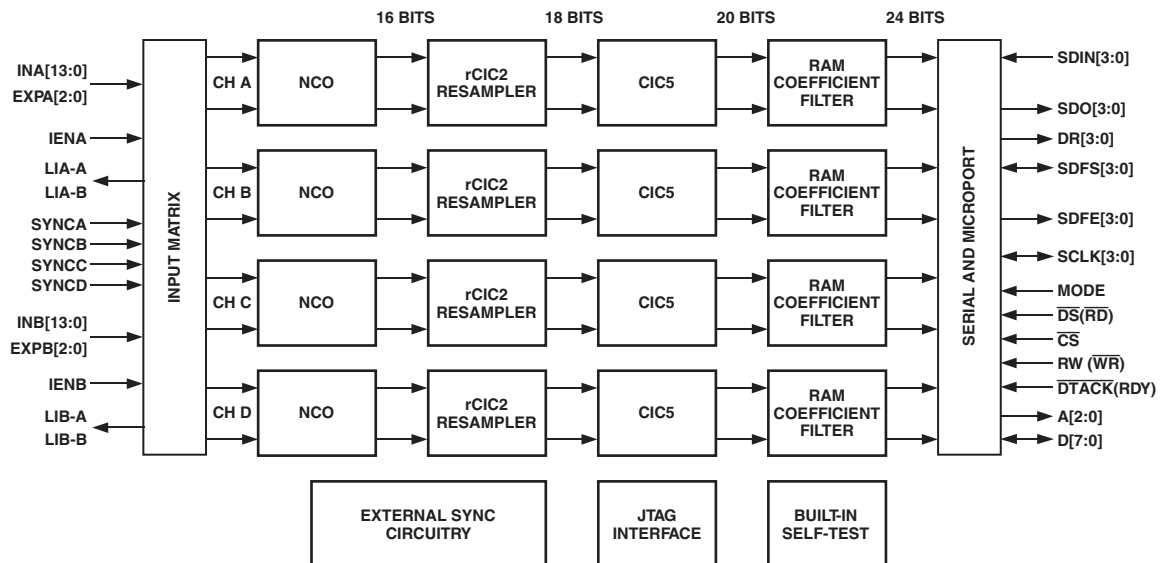 16 BITS
18 BITS
20 BITS
24 BITS
INA[13:0]
EXPA[2:0]
IENA
LIA-A
LIA-B
SYNCA
SYNCB
SYNCC
SYNCD
INB[13:0]
EXPB[2:0]
IENB
LIB-A
LIB-B
INPUT MATRIX
CH A
NCO
rCIC2
RESAMPLER
CIC5
RAM
COEFFICIENT
FILTER
CH B
NCO
rCIC2
RESAMPLER
CIC5
RAM
COEFFICIENT
FILTER
CH C
NCO
rCIC2
RESAMPLER
CIC5
RAM
COEFFICIENT
FILTER
CH D
NCO
rCIC2
RESAMPLER
CIC5
RAM
COEFFICIENT
FILTER
SERIAL AND MICROPORT
SDIN[3:0]
SDO[3:0]
DR[3:0]
SDFS[3:0]
SDFE[3:0]
SCLK[3:0]
MODE
D̅S̅(R̅D̅)
C̅S̅
RW (W̅R̅)
D̅T̅A̅C̅K̅(RDY)
A[2:0]
D[7:0]
EXTERNAL SYNC
CIRCUITRY
JTAG
INTERFACE
BUILT-IN
SELF-TEST